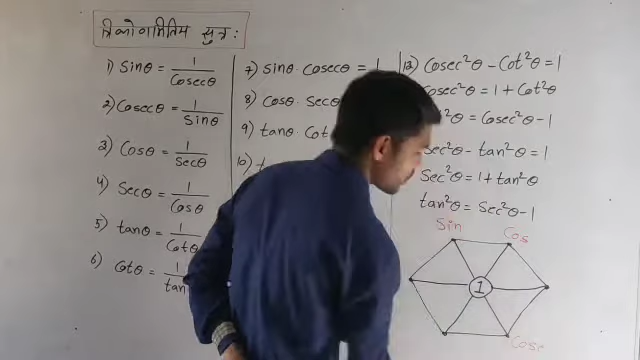 त्रिकोणमितिय सूत्र:
1) Sinθ = 1/Cosecθ
2) Cosecθ = 1/Sinθ
3) Cosθ = 1/Secθ
4) Secθ = 1/Cosθ
5) tanθ = 1/Cotθ
6) Cotθ = 1/tan
7) Sinθ · Cosecθ = 1
8) Cosθ · Sec
9) tanθ · Cot
10)
Cosec²θ - Cot²θ = 1
Cosec²θ = 1 + Cot²θ
²θ = Cosec²θ - 1
Sec²θ - tan²θ = 1
Sec²θ = 1 + tan²θ
tan²θ = Sec²θ - 1
Sin Cos
1
Cosec